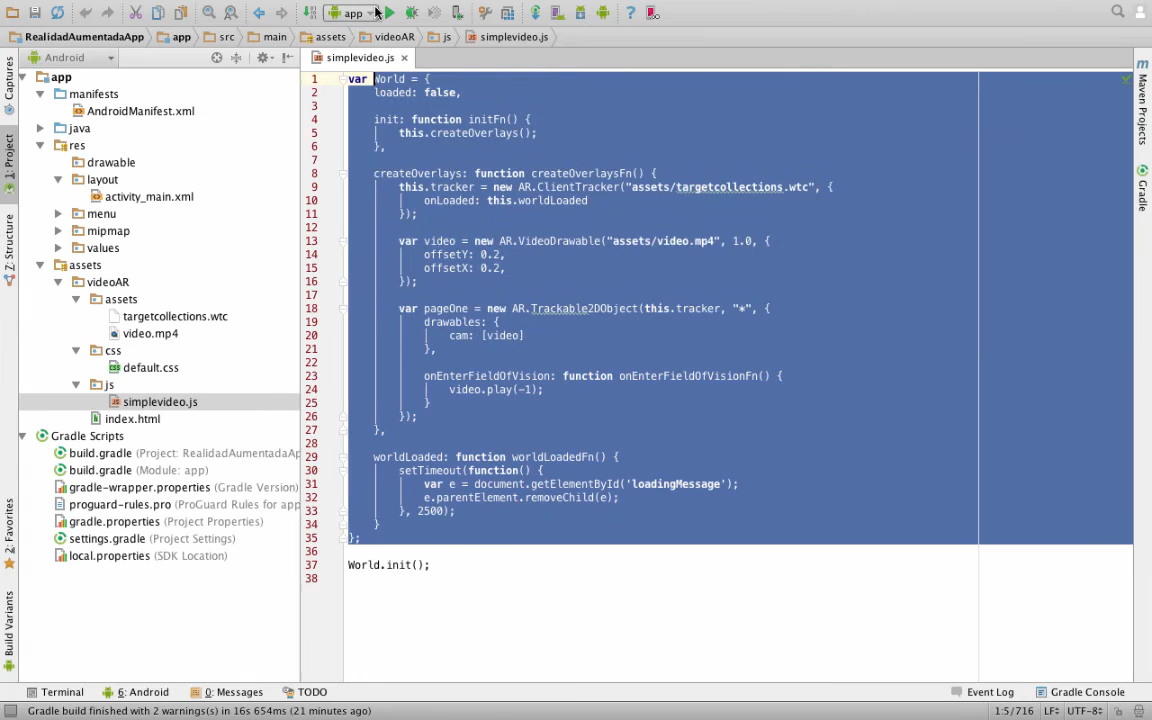 app
RealidadAumentadaApp app src main assets videoAR js simplevideo.js
Android
simplevideo.js
Captures
1: Project
Z: Structure
2: Favorites
Build Variants
app
manifests
AndroidManifest.xml
java
res
drawable
layout
activity_main.xml
menu
mipmap
values
assets
videoAR
assets
targetcollections.wtc
video.mp4
css
default.css
js
simplevideo.js
index.html
Gradle Scripts
build.gradle (Project: RealidadAumentadaAp
build.gradle (Module: app)
gradle-wrapper.properties (Gradle Version)
proguard-rules.pro (ProGuard Rules for app
gradle.properties (Project Properties)
settings.gradle (Project Settings)
local.properties (SDK Location)
1 var World = {
2 loaded: false,
3
4 init: function initFn() {
5 this.createOverlays();
6 },
7
8 createOverlays: function createOverlaysFn() {
9 this.tracker = new AR.ClientTracker("assets/targetcollections.wtc", {
10 onLoaded: this.worldLoaded
11 });
12
13 var video = new AR.VideoDrawable("assets/video.mp4", 1.0, {
14 offsetY: 0.2,
15 offsetX: 0.2,
16 });
17
18 var pageOne = new AR.Trackable2DObject(this.tracker, "*", {
19 drawables: {
20 cam: [video]
21 },
22
23 onEnterFieldOfVision: function onEnterFieldOfVisionFn() {
24 video.play(-1);
25 }
26 });
27 },
28
29 worldLoaded: function worldLoadedFn() {
30 setTimeout(function() {
31 var e = document.getElementById('loadingMessage');
32 e.parentElement.removeChild(e);
33 }, 2500);
34 }
35 };
36
37 World.init();
38
Maven Projects
Gradle
Terminal 6: Android 0: Messages TODO Event Log Gradle Console
Gradle build finished with 2 warnings(s) in 16s 654ms (21 minutes ago) 1:5/716 LF÷ UTF-8÷